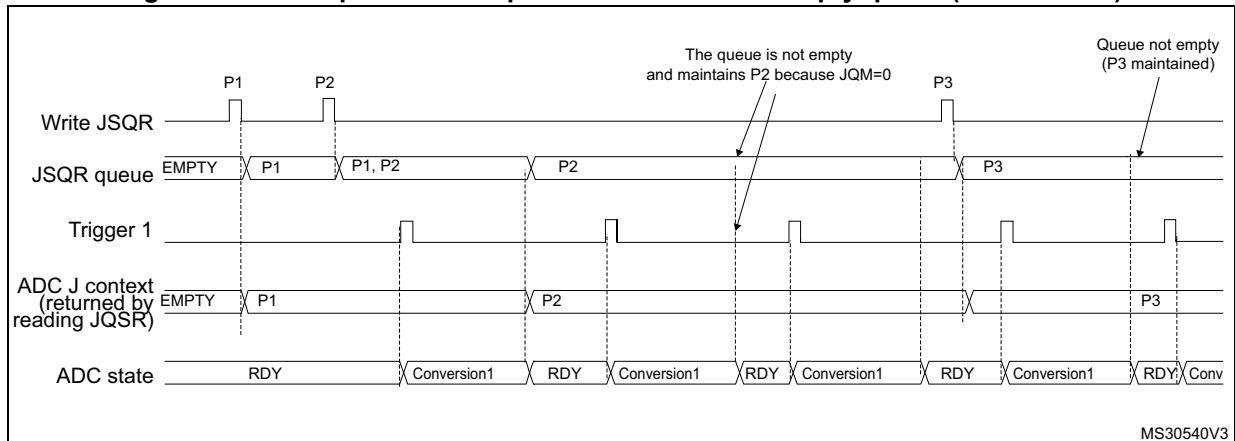 P1
P2
The queue is not empty
and maintains P2 because JQM=0
P3
Queue not empty
(P3 maintained)
Write JSQR
JSQR queue
EMPTY
P1
P1, P2
P2
P3
Trigger 1
ADC J context
(returned by
reading JQSR)
EMPTY
P1
P2
P3
ADC state
RDY
Conversion1
RDY
Conversion1
RDY
Conversion1
RDY
Conversion1
RDY
Conv
MS30540V3